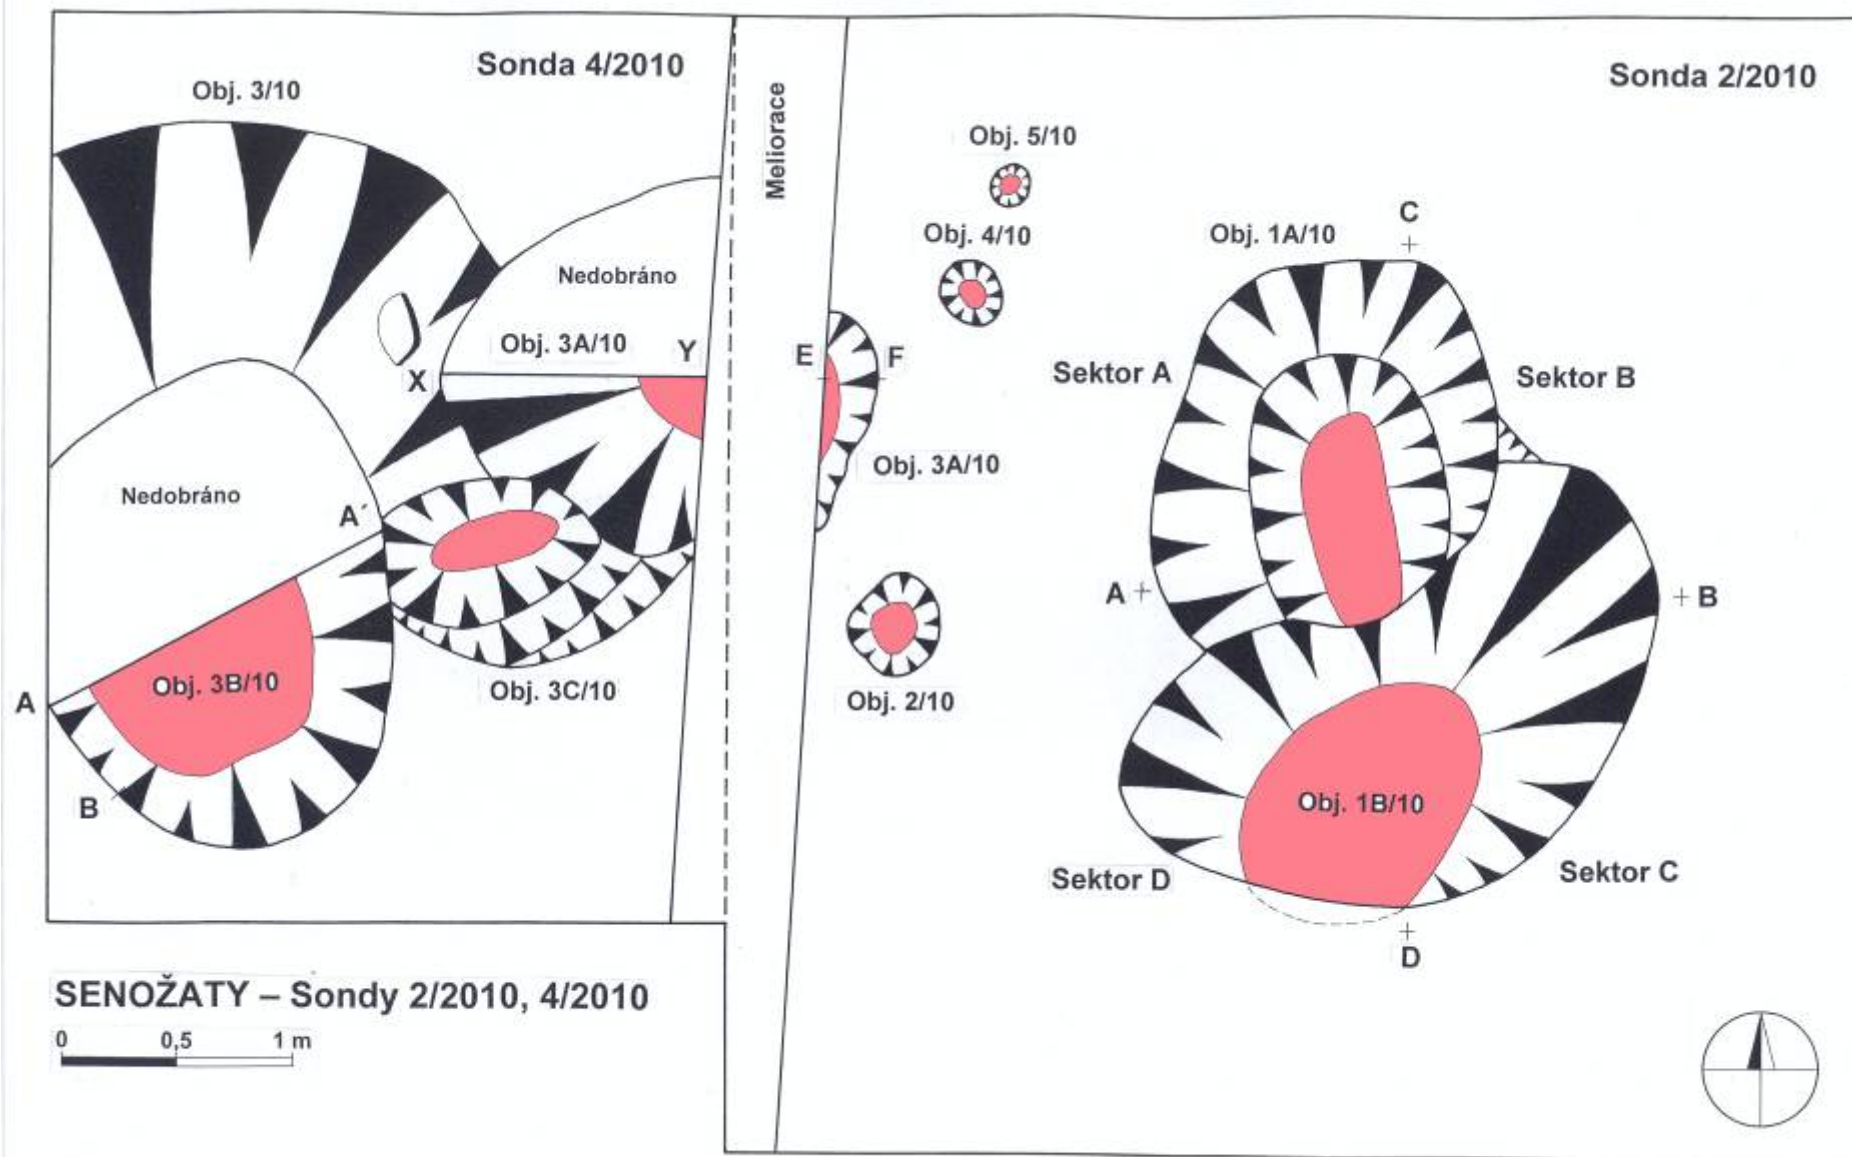 Sonda 4/2010
Sonda 2/2010
Obj. 3/10
Meliorace
Obj. 5/10
C
Obj. 4/10
Obj. 1A/10
Nedobráno
Obj. 3A/10
Y
X
E
F
Sektor A
Sektor B
Obj. 3A/10
Nedobráno
A´
A
B
Obj. 3B/10
Obj. 3C/10
Obj. 2/10
A
B
Obj. 1B/10
Sektor D
Sektor C
D
SENOŽATY – Sondy 2/2010, 4/2010
0 0,5 1 m